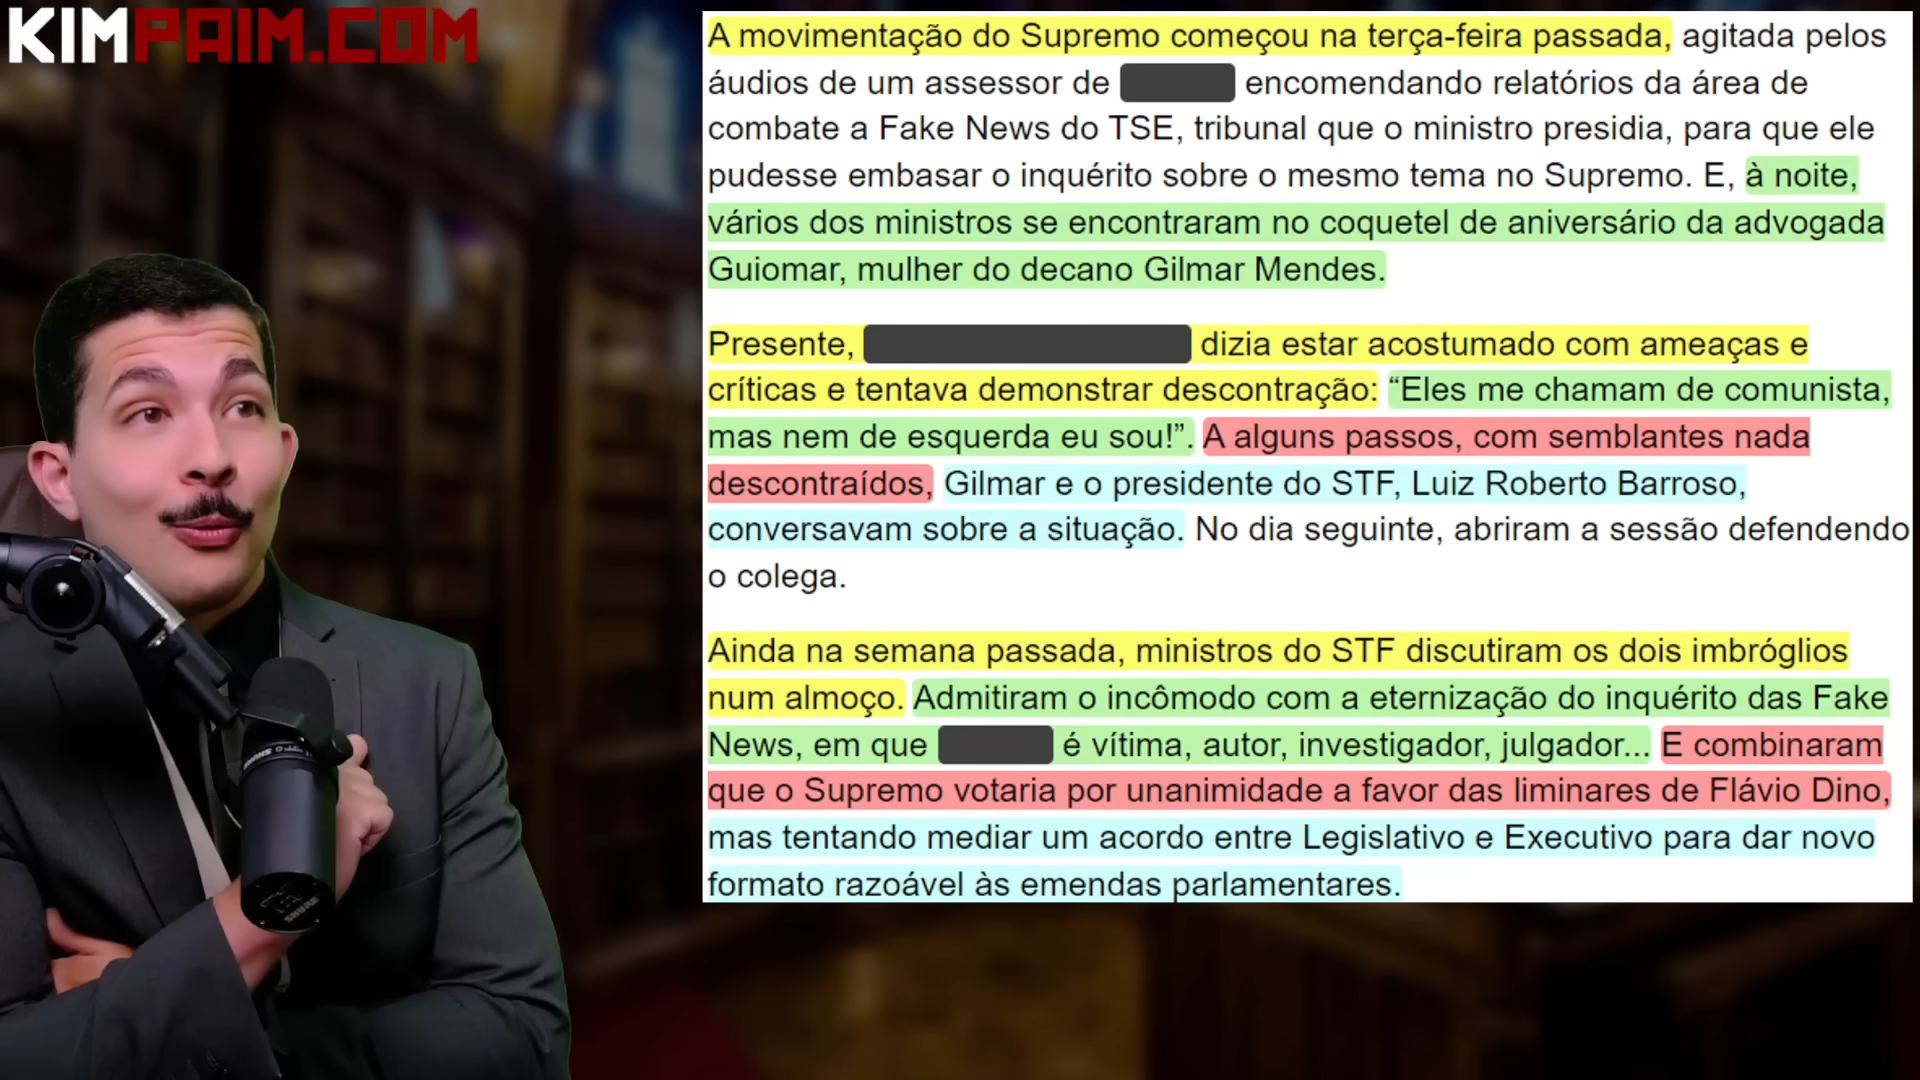 KIMPAIM.COM
A movimentação do Supremo começou na terça-feira passada, agitada pelos
áudios de um assessor de encomendando relatórios da área de
combate a Fake News do TSE, tribunal que o ministro presidia, para que ele
pudesse embasar o inquérito sobre o mesmo tema no Supremo. E, à noite,
vários dos ministros se encontraram no coquetel de aniversário da advogada
Guiomar, mulher do decano Gilmar Mendes.
Presente, dizia estar acostumado com ameaças e
críticas e tentava demonstrar descontração: “Eles me chamam de comunista,
mas nem de esquerda eu sou!”. A alguns passos, com semblantes nada
descontraídos, Gilmar e o presidente do STF, Luiz Roberto Barroso,
conversavam sobre a situação. No dia seguinte, abriram a sessão defendendo
o colega.
Ainda na semana passada, ministros do STF discutiram os dois imbróglios
num almoço. Admitiram o incômodo com a eternização do inquérito das Fake
News, em que é vítima, autor, investigador, julgador... E combinaram
que o Supremo votaria por unanimidade a favor das liminares de Flávio Dino,
mas tentando mediar um acordo entre Legislativo e Executivo para dar novo
formato razoável às emendas parlamentares.
SHURE
SHURE